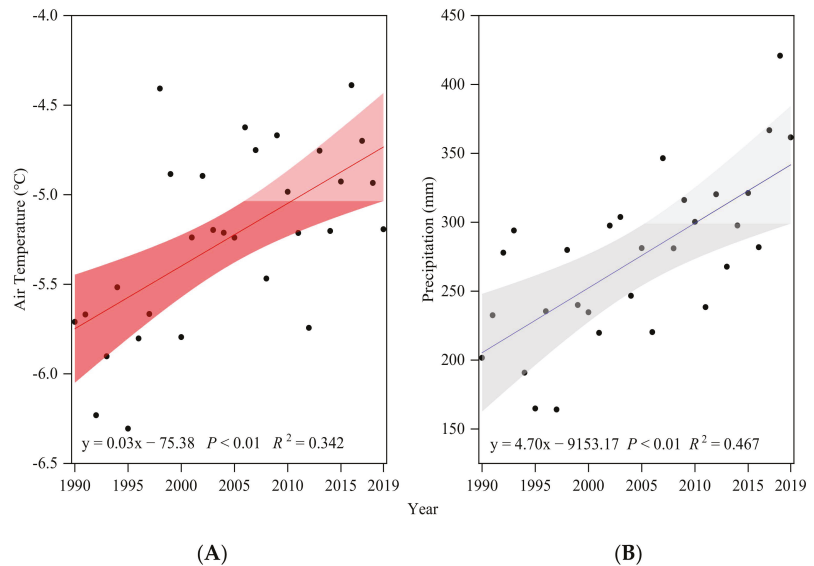 -4.0
-4.5
-5.0
-5.5
-6.0
-6.5
Air Temperature (°C)
y = 0.03x − 75.38 P < 0.01 R² = 0.342
1990 1995 2000 2005 2010 2015 2019
450
400
350
300
250
200
150
Precipitation (mm)
y = 4.70x − 9153.17 P < 0.01 R² = 0.467
1990 1995 2000 2005 2010 2015 2019
Year
(A) (B)